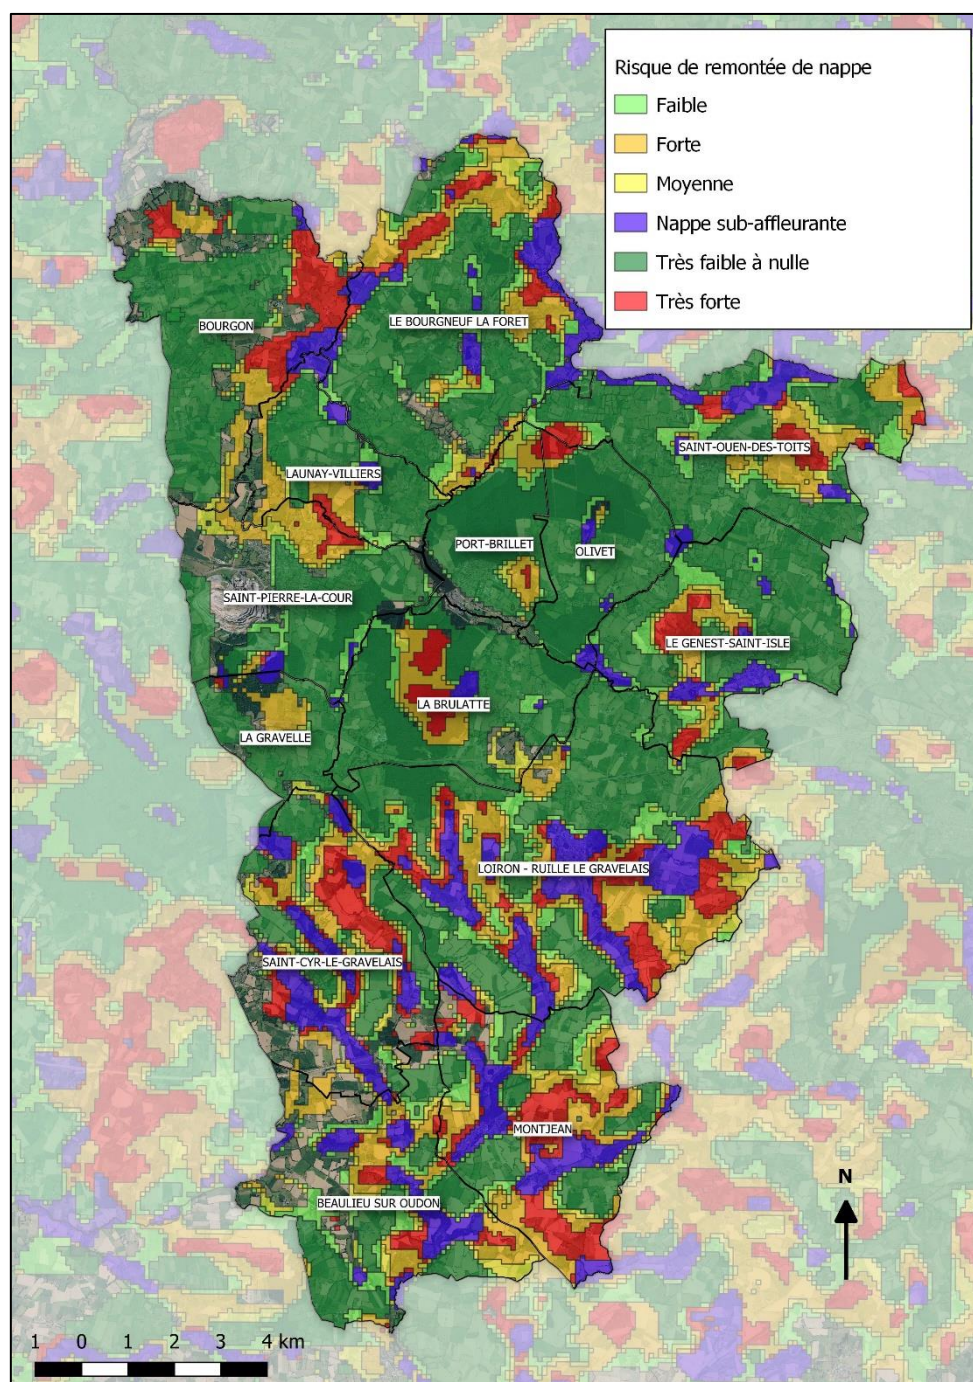 Risque de remontée de nappe
Faible
Forte
Moyenne
Nappe sub-affleurante
Très faible à nulle
Très forte
BOURGON
LE BOURGNEUF LA FORET
SAINT-OUEN-DES-TOITS
LAUNAY-VILLIERS
PORT-BRILLET
OLIVET
SAINT-PIERRE-LA-COUR
LE GENEST-SAINT-ISLE
LA BRULATTE
LA GRAVELLE
LOIRON - RUILLE LE GRAVELAIS
SAINT-CYR-LE-GRAVELAIS
MONTJEAN
BEAULIEU SUR OUDON
N
1 0 1 2 3 4 km